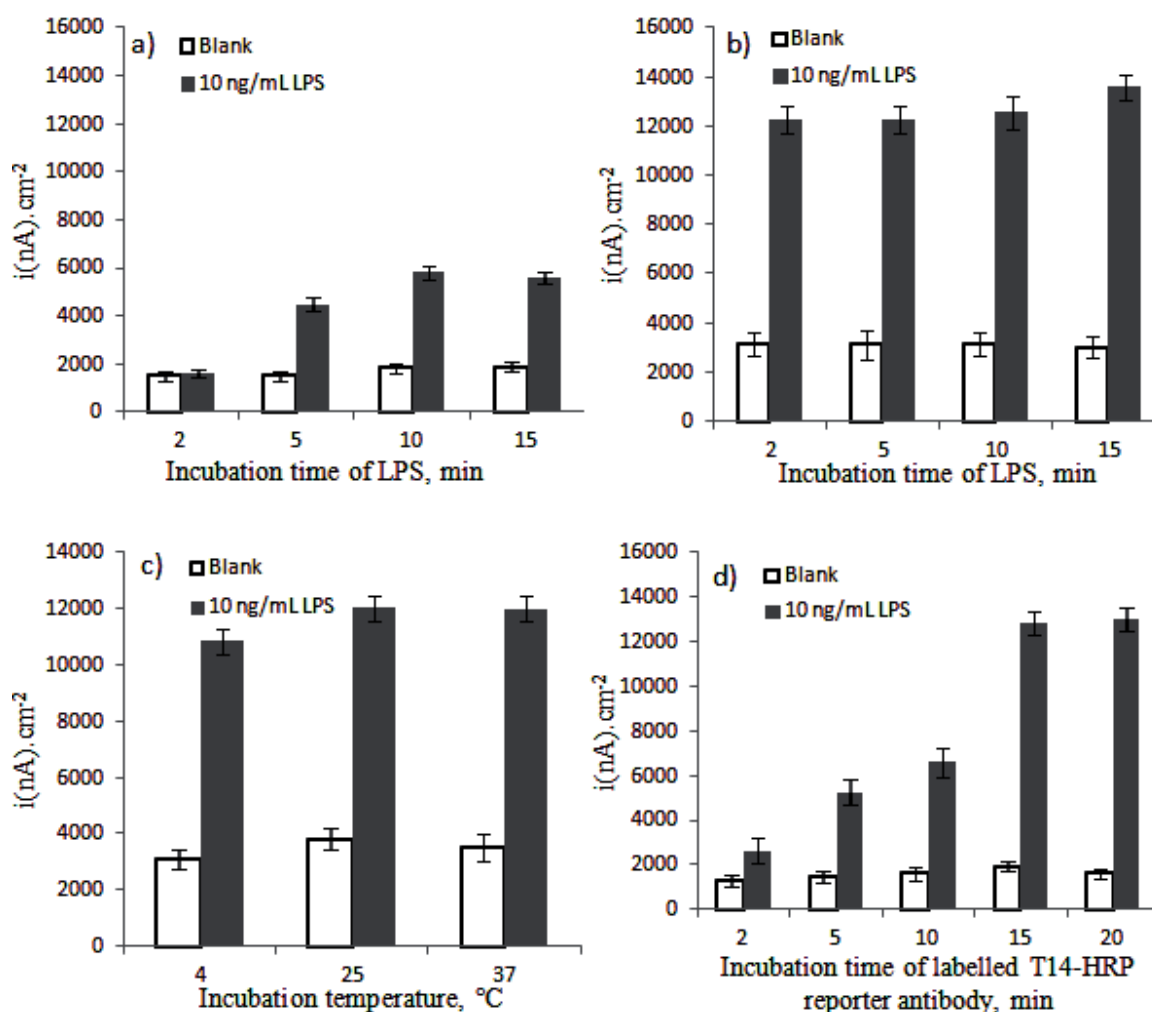 a)
Blank
10 ng/mL LPS
16000
14000
12000
10000
8000
6000
4000
2000
0
i(nA).cm-2
2 5 10 15
Incubation time of LPS, min
b)
Blank
10 ng/mL LPS
16000
14000
12000
10000
8000
6000
4000
2000
0
i(nA).cm-2
2 5 10 15
Incubation time of LPS, min
c)
Blank
10 ng/mL LPS
14000
12000
10000
8000
6000
4000
2000
0
i(nA).cm-2
4 25 37
Incubation temperature, °C
d)
Blank
10 ng/mL LPS
16000
14000
12000
10000
8000
6000
4000
2000
0
i(nA).cm-2
2 5 10 15 20
Incubation time of labelled T14-HRP
reporter antibody, min